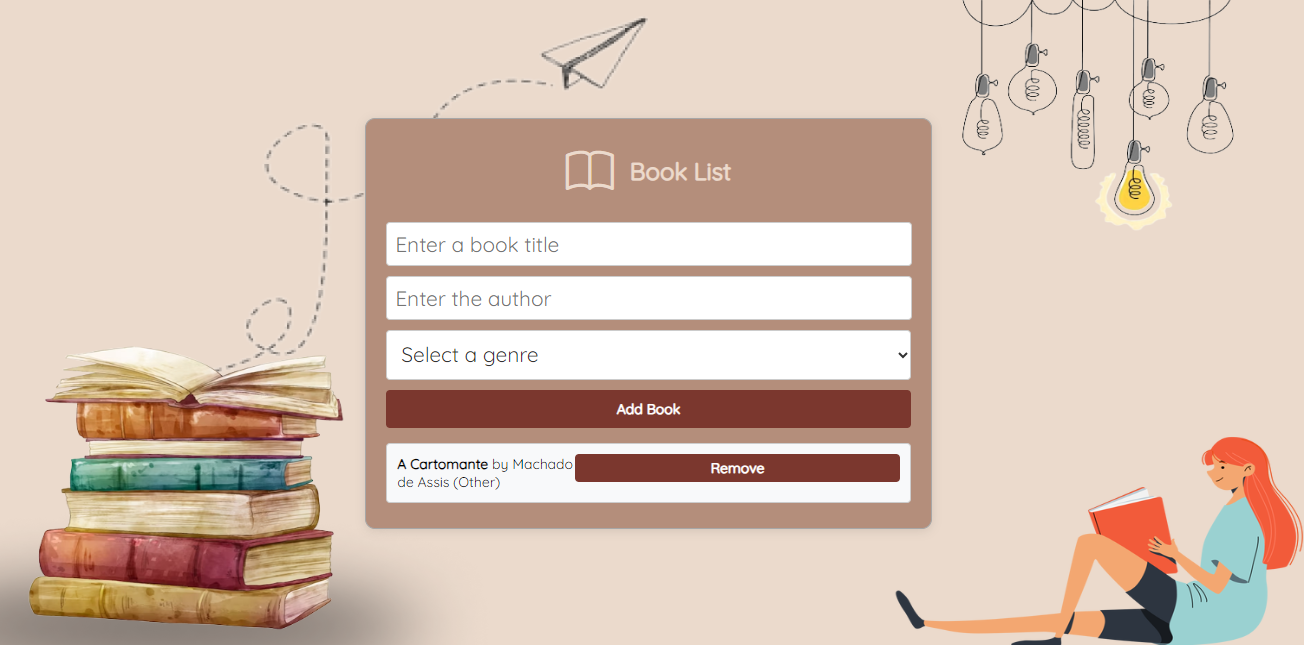 Book List
Enter a book title
Enter the author
Select a genre
Add Book
A Cartomante by Machado
de Assis (Other)
Remove